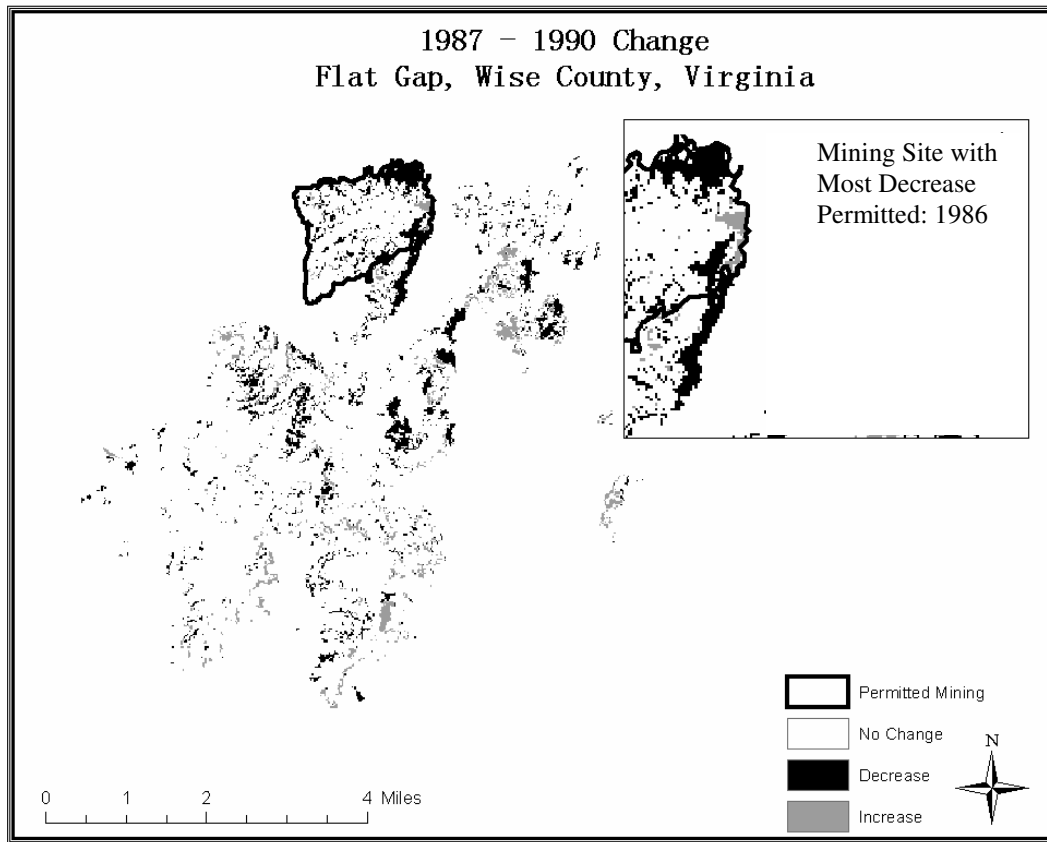 1987 - 1990 Change
Flat Gap, Wise County, Virginia
Mining Site with
Most Decrease
Permitted: 1986
Permitted Mining
No Change
Decrease
Increase
N
0 1 2 4 Miles